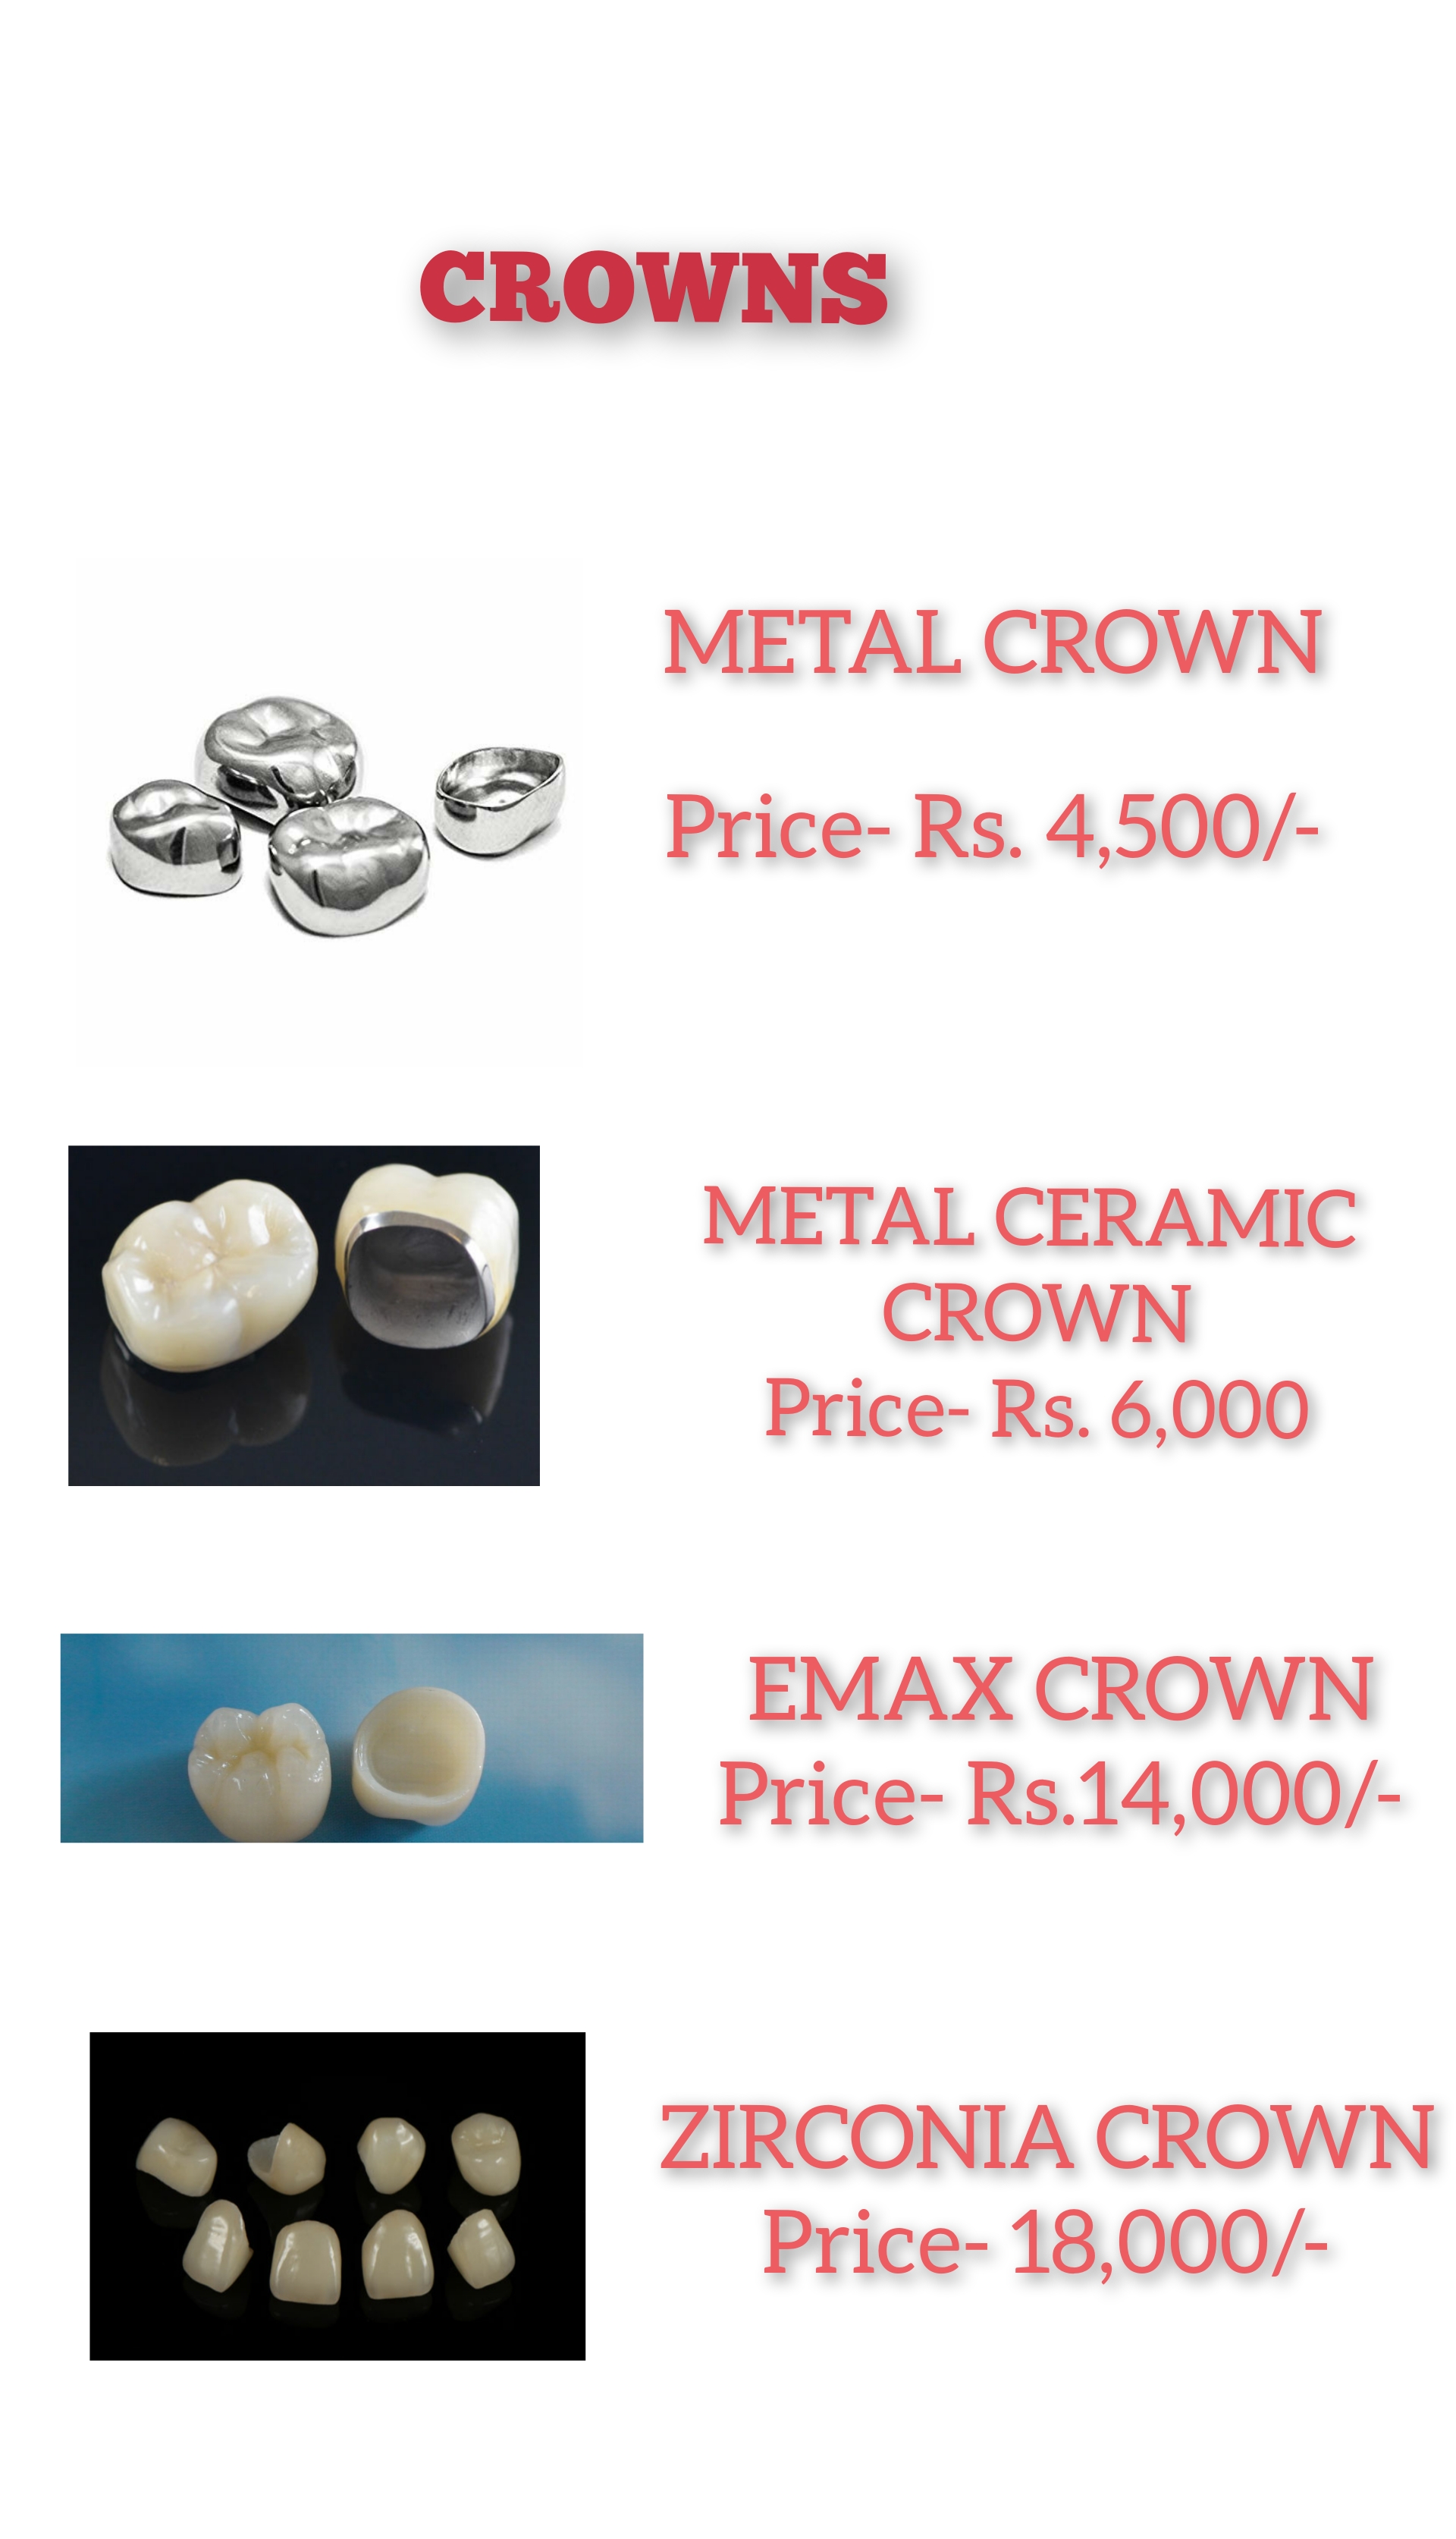 CROWNS
METAL CROWN
Price- Rs. 4,500/-
METAL CERAMIC
CROWN
Price- Rs. 6,000
EMAX CROWN
Price- Rs.14,000/-
ZIRCONIA CROWN
Price- 18,000/-